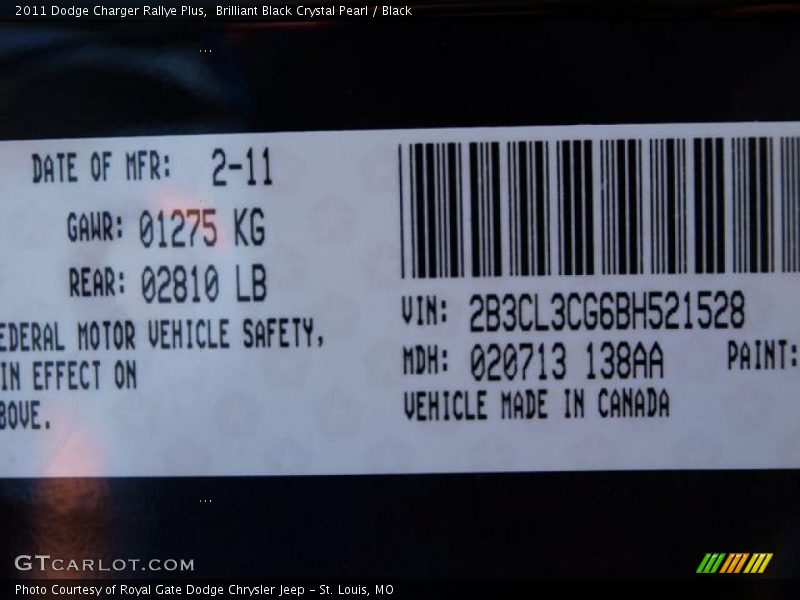 2011 Dodge Charger Rallye Plus,  Brilliant Black Crystal Pearl / Black
DATE OF MFR: 2-11
GAWR: 01275 KG
REAR: 02810 LB
EDERAL MOTOR VEHICLE SAFETY,
IN EFFECT ON
BOVE.
VIN: 2B3CL3CG6BH521528
MDH: 020713 138AA PAINT:
VEHICLE MADE IN CANADA
GTCARLOT.COM
Photo Courtesy of Royal Gate Dodge Chrysler Jeep - St. Louis, MO